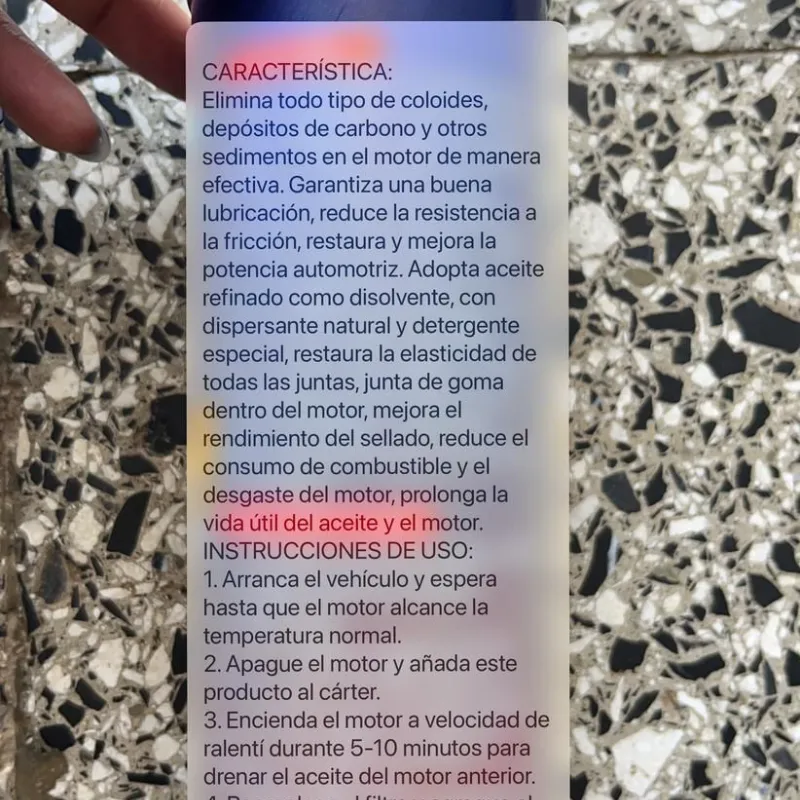 CARACTERÍSTICA:
Elimina todo tipo de coloides,
depósitos de carbono y otros
sedimentos en el motor de manera
efectiva. Garantiza una buena
lubricación, reduce la resistencia a
la fricción, restaura y mejora la
potencia automotriz. Adopta aceite
refinado como disolvente, con
dispersante natural y detergente
especial, restaura la elasticidad de
todas las juntas, junta de goma
dentro del motor, mejora el
rendimiento del sellado, reduce el
consumo de combustible y el
desgaste del motor, prolonga la
vida útil del aceite y el motor.
INSTRUCCIONES DE USO:
1. Arranca el vehículo y espera
hasta que el motor alcance la
temperatura normal.
2. Apague el motor y añada este
producto al cárter.
3. Encienda el motor a velocidad de
ralentí durante 5-10 minutos para
drenar el aceite del motor anterior.